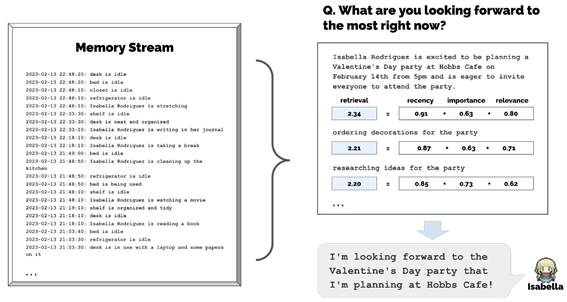 Memory Stream
2023-02-13 22:48:20: desk is idle
2023-02-13 22:48:20: bed is idle
2023-02-13 22:48:10: closet is idle
2023-02-13 22:48:10: refrigerator is idle
2023-02-13 22:48:10: Isabella Rodriguez is stretching
2023-02-13 22:33:30: shelf is idle
2023-02-13 22:33:30: desk is neat and organized
2023-02-13 22:33:10: Isabella Rodriguez is writing in her journal
2023-02-13 22:18:10: desk is idle
2023-02-13 22:18:10: Isabella Rodriguez is taking a break
2023-02-13 21:49:00: bed is idle
2023-02-13 21:48:50: Isabella Rodriguez is cleaning up the
kitchen
2023-02-13 21:48:50: refrigerator is idle
2023-02-13 21:48:50: bed is being used
2023-02-13 21:48:10: shelf is idle
2023-02-13 21:48:10: Isabella Rodriguez is watching a movie
2023-02-13 21:19:10: shelf is organized and tidy
2023-02-13 21:18:10: desk is idle
2023-02-13 21:18:10: Isabella Rodriguez is reading a book
2023-02-13 21:03:40: bed is idle
2023-02-13 21:03:30: refrigerator is idle
2023-02-13 21:03:30: desk is in use with a laptop and some papers
on it
...
Q. What are you looking forward to
the most right now?
Isabella Rodriguez is excited to be planning a
Valentine's Day party at Hobbs Cafe on
February 14th from 5pm and is eager to invite
everyone to attend the party.
retrieval recency importance relevance
2.34 = 0.91 + 0.63 + 0.80
ordering decorations for the party
2.21 = 0.87 + 0.63 + 0.71
researching ideas for the party
2.20 = 0.85 + 0.73 + 0.62
...
I'm looking forward to the
Valentine's Day party that
I'm planning at Hobbs Cafe!
Isabella